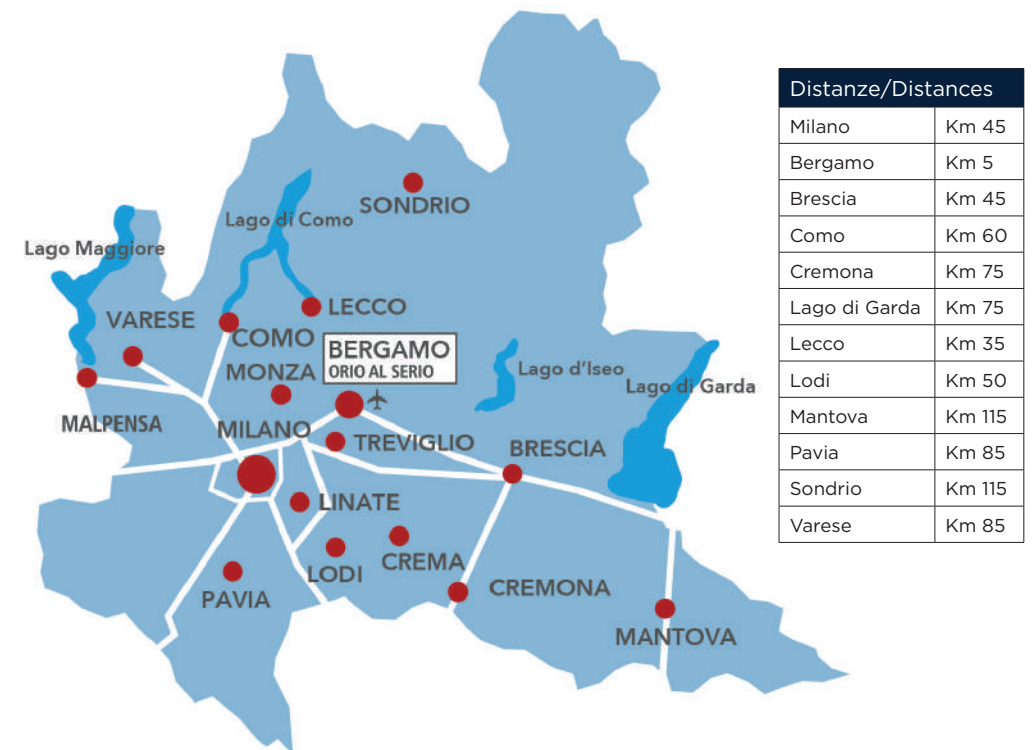 SONDRIO
Lago di Como
Lago Maggiore
LECCO
VARESE
COMO
BERGAMO
ORIO AL SERIO
MONZA
Lago d'Iseo
Lago di Garda
MALPENSA
MILANO
TREVIGLIO
BRESCIA
LINATE
CREMA
LODI
CREMONA
PAVIA
MANTOVA
Distanze/Distances
Milano Km 45
Bergamo Km 5
Brescia Km 45
Como Km 60
Cremona Km 75
Lago di Garda Km 75
Lecco Km 35
Lodi Km 50
Mantova Km 115
Pavia Km 85
Sondrio Km 115
Varese Km 85